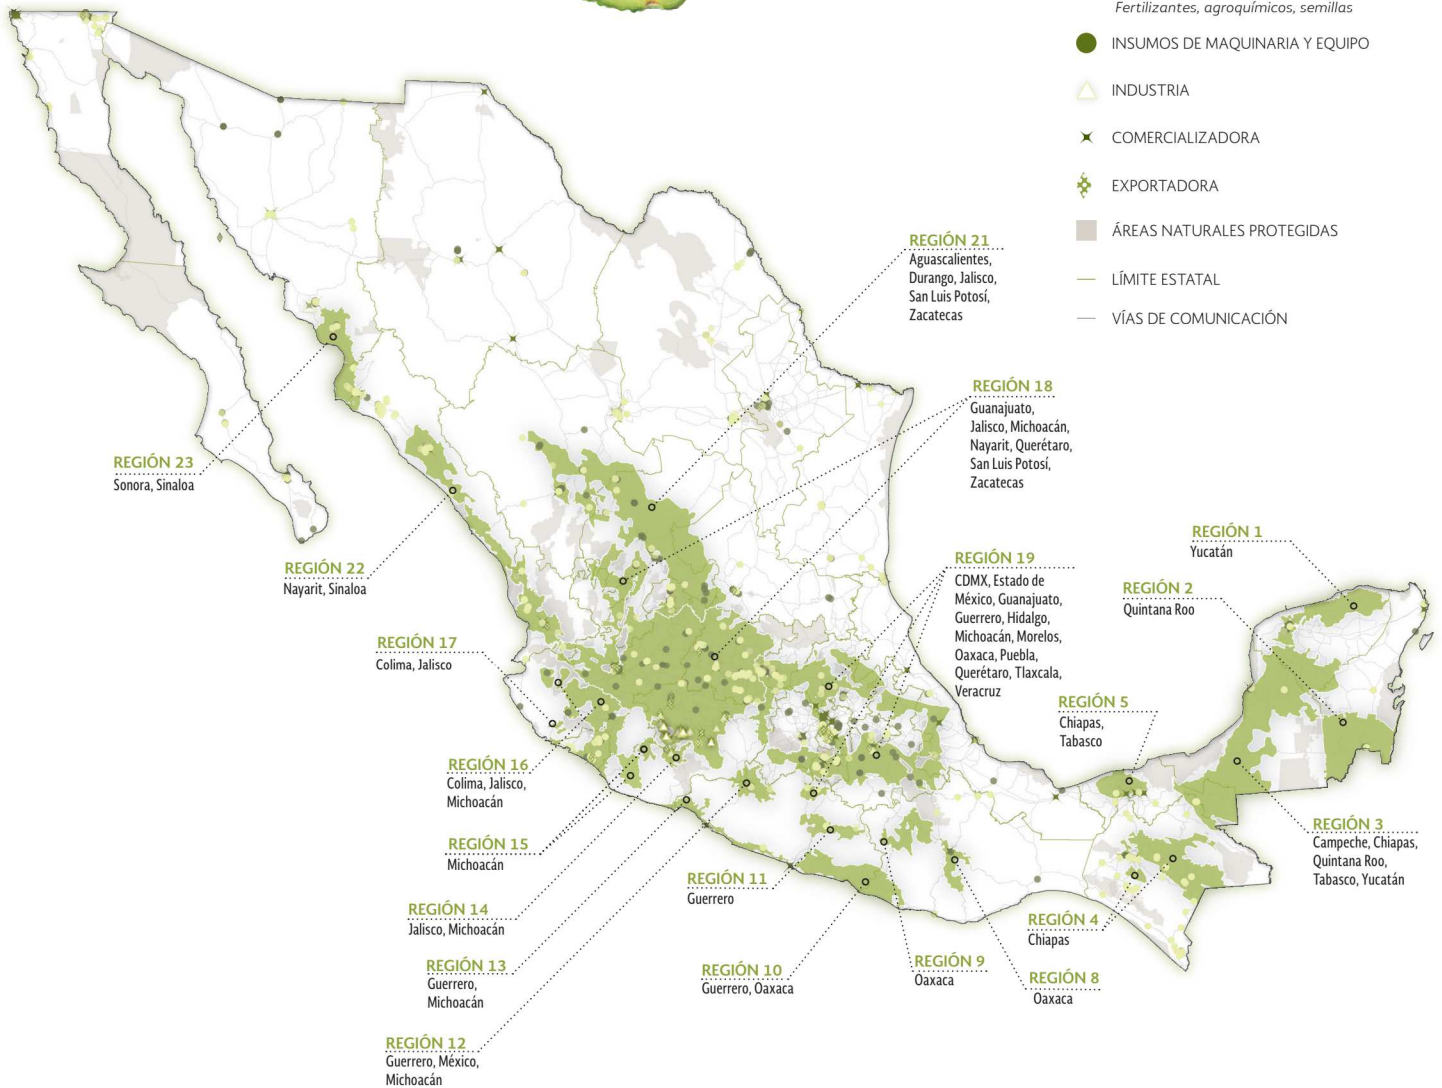 Fertilizantes, agroquímicos, semillas
INSUMOS DE MAQUINARIA Y EQUIPO
INDUSTRIA
COMERCIALIZADORA
EXPORTADORA
ÁREAS NATURALES PROTEGIDAS
LÍMITE ESTATAL
VÍAS DE COMUNICACIÓN
REGIÓN 21
Aguascalientes,
Durango, Jalisco,
San Luis Potosí,
Zacatecas
REGIÓN 18
Guanajuato,
Jalisco, Michoacán,
Nayarit, Querétaro,
San Luis Potosí,
Zacatecas
REGIÓN 23
Sonora, Sinaloa
REGIÓN 22
Nayarit, Sinaloa
REGIÓN 19
CDMX, Estado de
México, Guanajuato,
Guerrero, Hidalgo,
Michoacán, Morelos,
Oaxaca, Puebla,
Querétaro, Tlaxcala,
Veracruz
REGIÓN 1
Yucatán
REGIÓN 2
Quintana Roo
REGIÓN 17
Colima, Jalisco
REGIÓN 5
Chiapas,
Tabasco
REGIÓN 16
Colima, Jalisco,
Michoacán
REGIÓN 3
Campeche, Chiapas,
Quintana Roo,
Tabasco, Yucatán
REGIÓN 15
Michoacán
REGIÓN 11
Guerrero
REGIÓN 14
Jalisco, Michoacán
REGIÓN 4
Chiapas
REGIÓN 13
Guerrero,
Michoacán
REGIÓN 10
Guerrero, Oaxaca
REGIÓN 9
Oaxaca
REGIÓN 8
Oaxaca
REGIÓN 12
Guerrero, México,
Michoacán